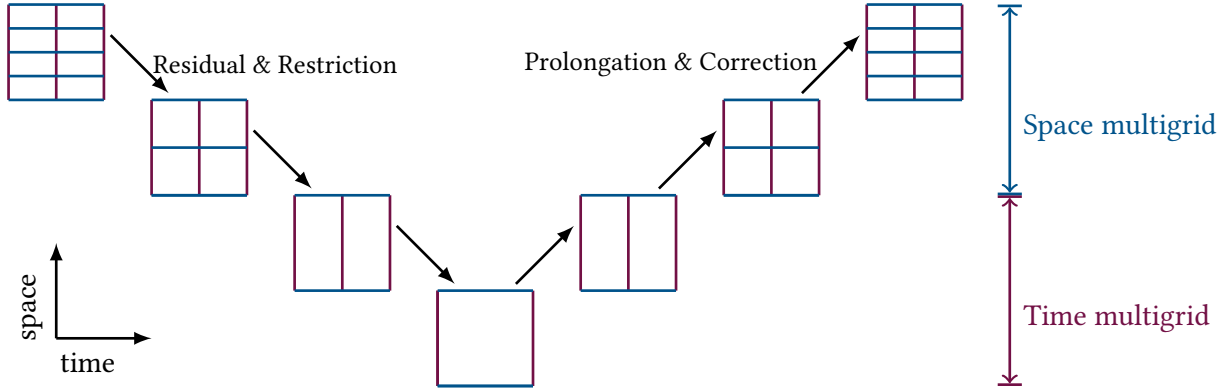 Residual & Restriction
Prolongation & Correction
Space multigrid
Time multigrid
space
time